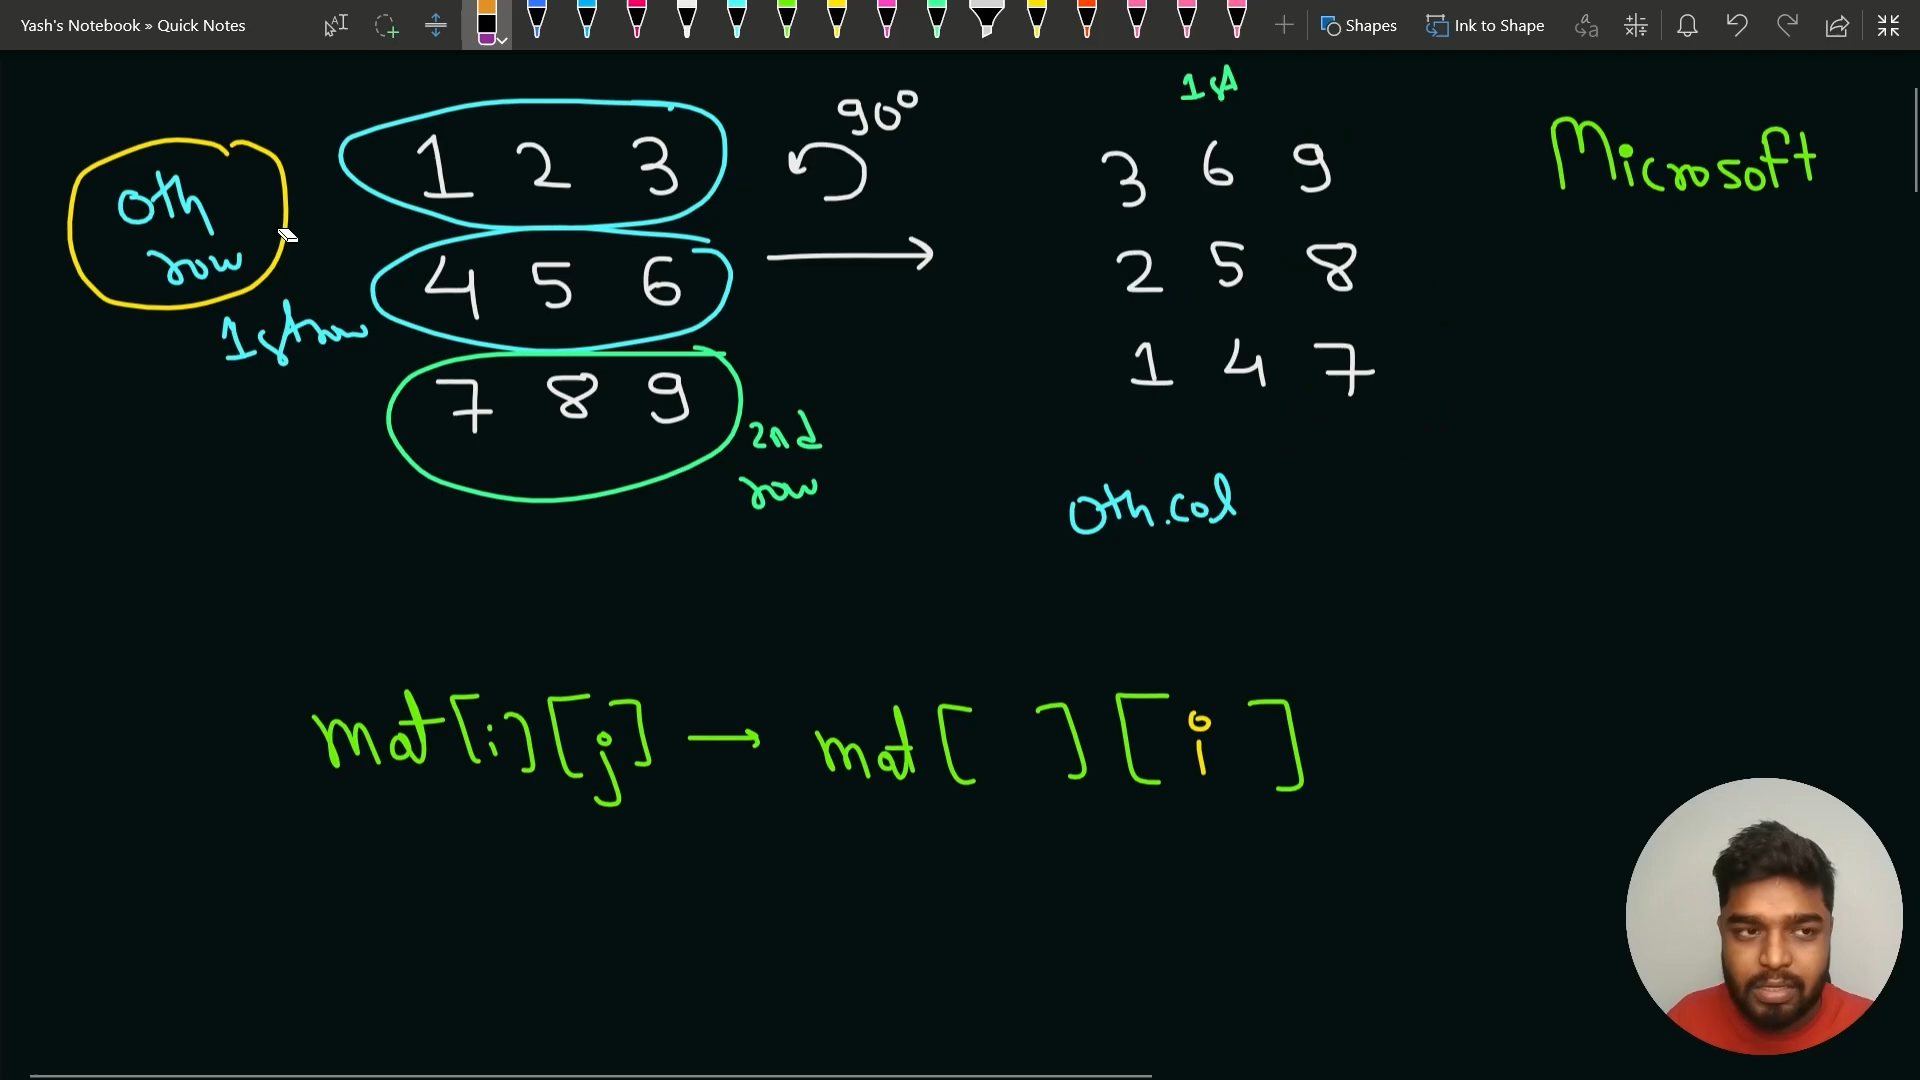 Yash's Notebook » Quick Notes
Shapes
Ink to Shape
90°
1st
Microsoft
0th
row
1 2 3
3 6 9
4 5 6
2 5 8
1st row
7 8 9
1 4 7
2nd
row
0th col
mat[i][j] → mat[ ][ i ]